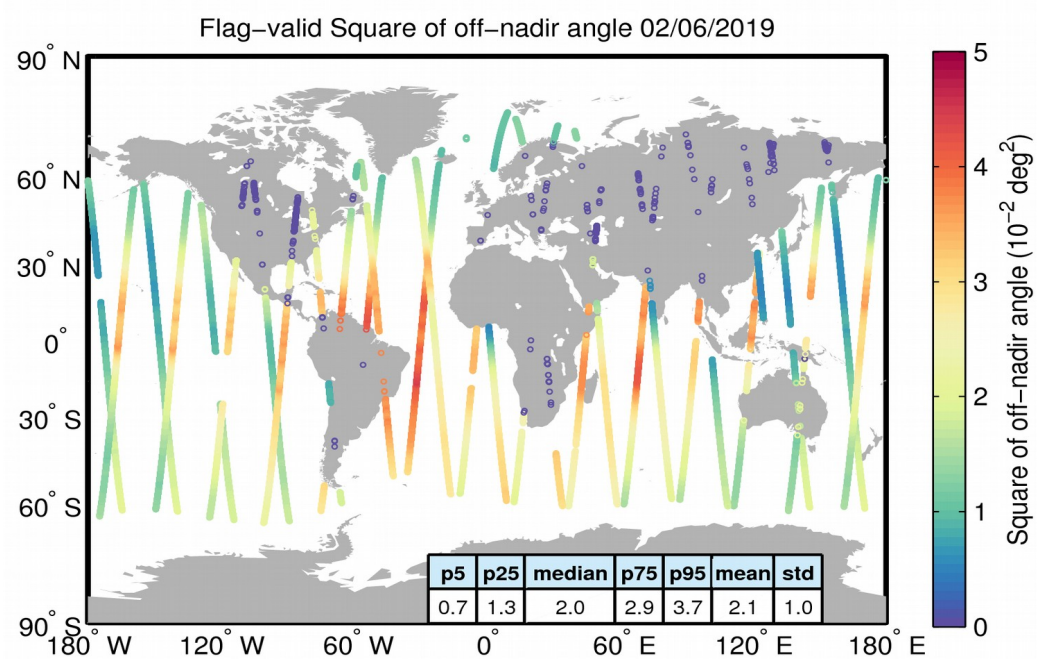 Flag−valid Square of off−nadir angle 02/06/2019
90° N
60° N
30° N
0°
30° S
60° S
90° S
180° W
120° W
60° W
0°
60° E
120° E
180° E
p5 p25 median p75 p95 mean std
0.7 1.3 2.0 2.9 3.7 2.1 1.0
5
4
3
2
1
0
Square of off−nadir angle (10⁻² deg²)